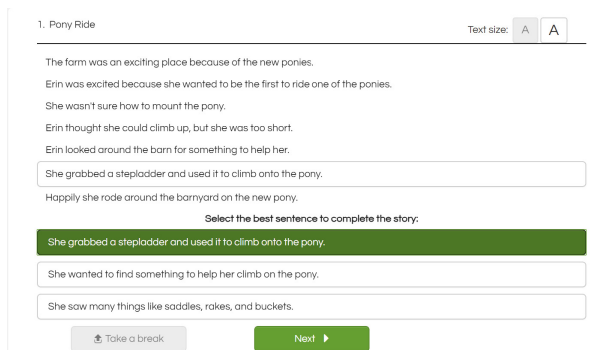 1. Pony Ride
Text size: A A
The farm was an exciting place because of the new ponies.
Erin was excited because she wanted to be the first to ride one of the ponies.
She wasn't sure how to mount the pony.
Erin thought she could climb up, but she was too short.
Erin looked around the barn for something to help her.
She grabbed a stepladder and used it to climb onto the pony.
Happily she rode around the barnyard on the new pony.
Select the best sentence to complete the story:
She grabbed a stepladder and used it to climb onto the pony.
She wanted to find something to help her climb on the pony.
She saw many things like saddles, rakes, and buckets.
Take a break
Next